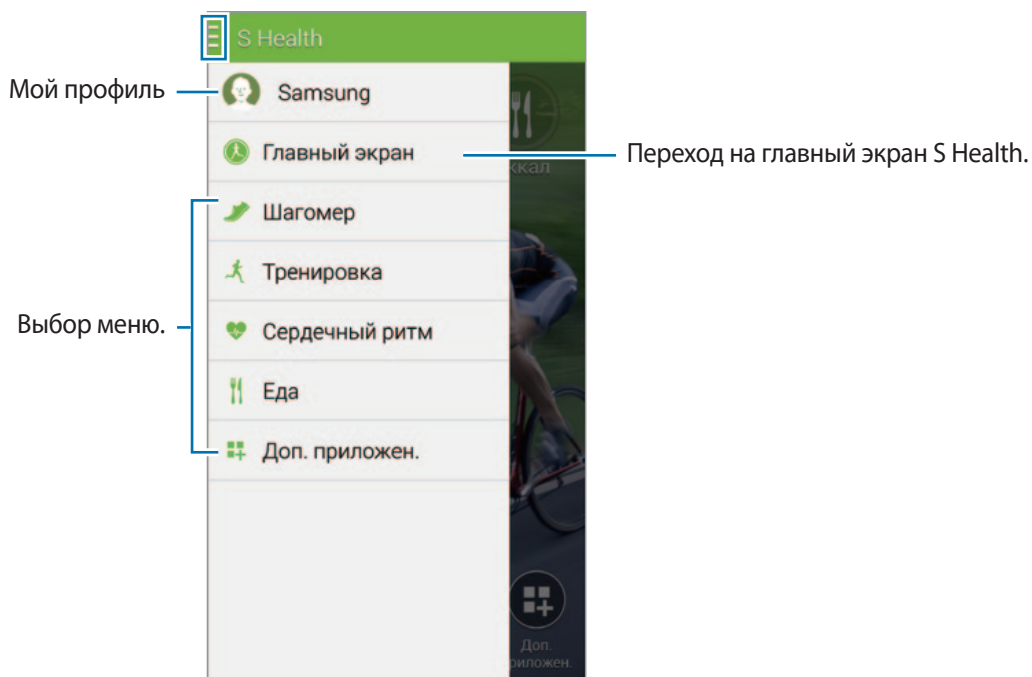 S Health
Мой профиль
Samsung
Главный экран
Переход на главный экран S Health.
ккал
Шагомер
Тренировка
Выбор меню.
Сердечный ритм
Еда
Доп. приложен.
Доп.
риложен.